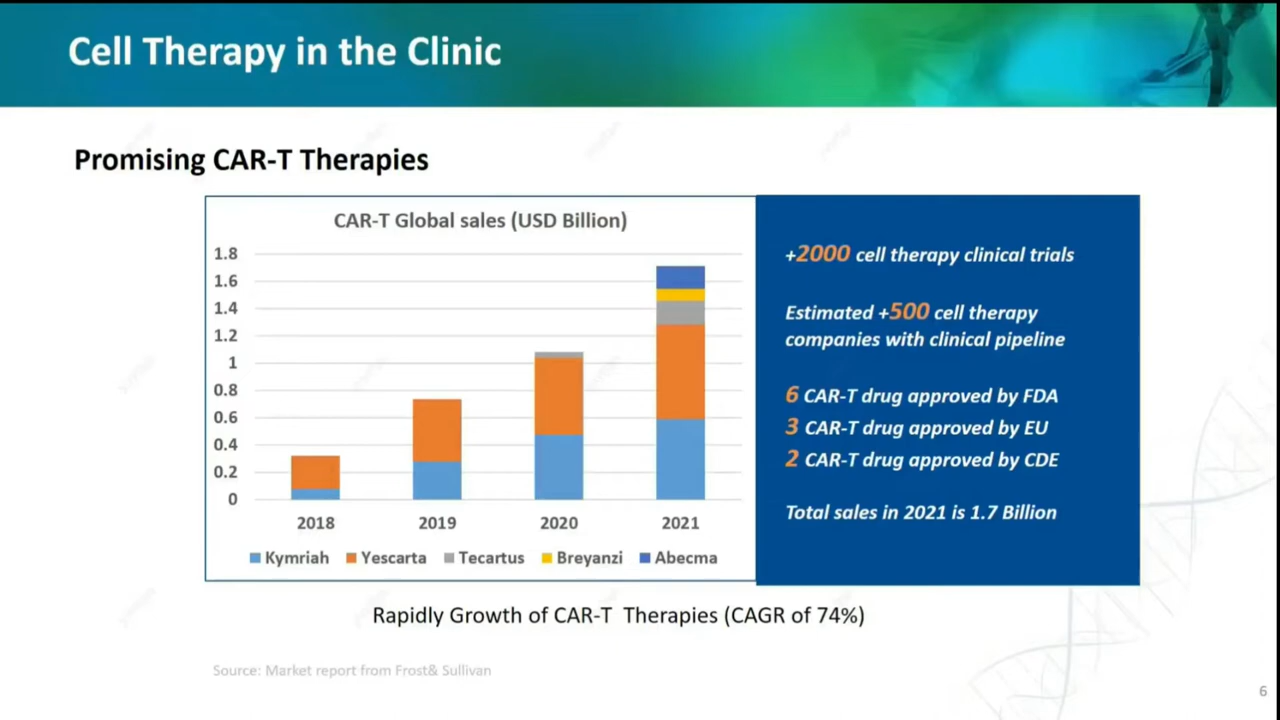 Cell Therapy in the Clinic
Promising CAR-T Therapies
CAR-T Global sales (USD Billion)
1.8
1.6
1.4
1.2
1
0.8
0.6
0.4
0.2
0
2018 2019 2020 2021
Kymriah Yescarta Tecartus Breyanzi Abecma
+2000 cell therapy clinical trials
Estimated +500 cell therapy
companies with clinical pipeline
6 CAR-T drug approved by FDA
3 CAR-T drug approved by EU
2 CAR-T drug approved by CDE
Total sales in 2021 is 1.7 Billion
Rapidly Growth of CAR-T Therapies (CAGR of 74%)
Source: Market report from Frost& Sullivan
6